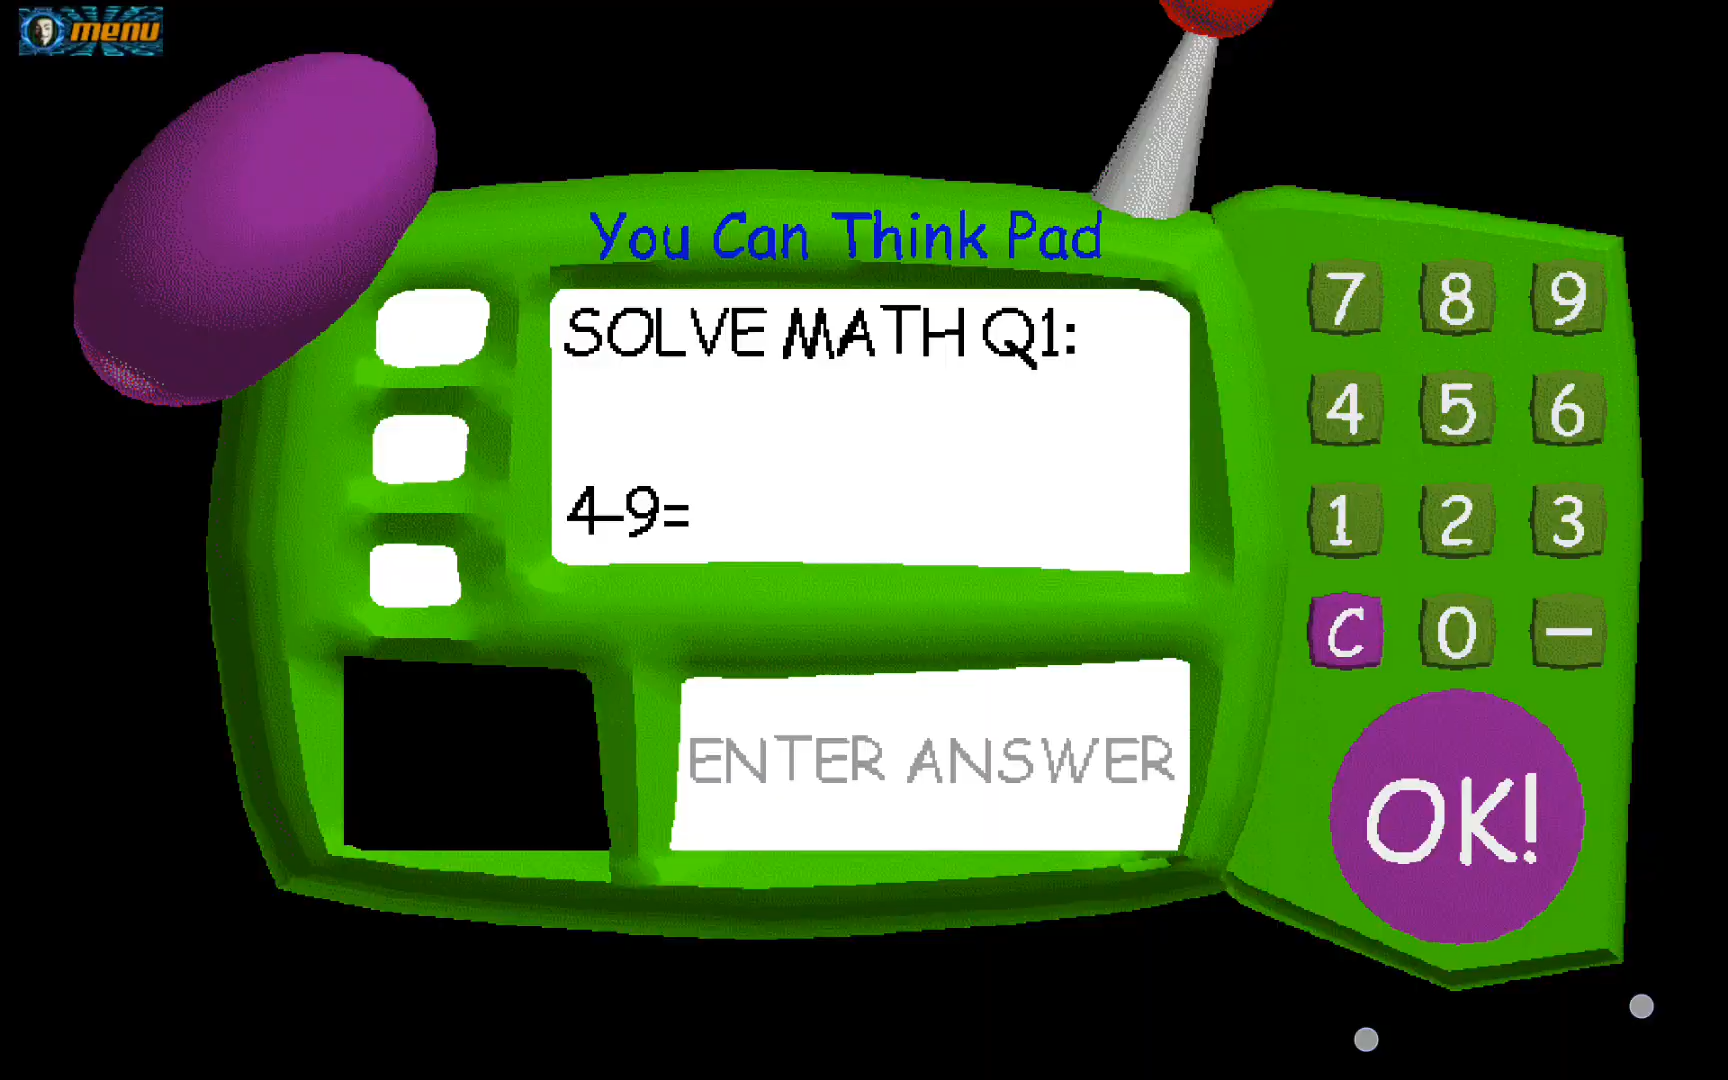 menu
You Can Think Pad
SOLVE MATH Q1:
4-9=
ENTER ANSWER
7 8 9
4 5 6
1 2 3
C 0 -
OK!